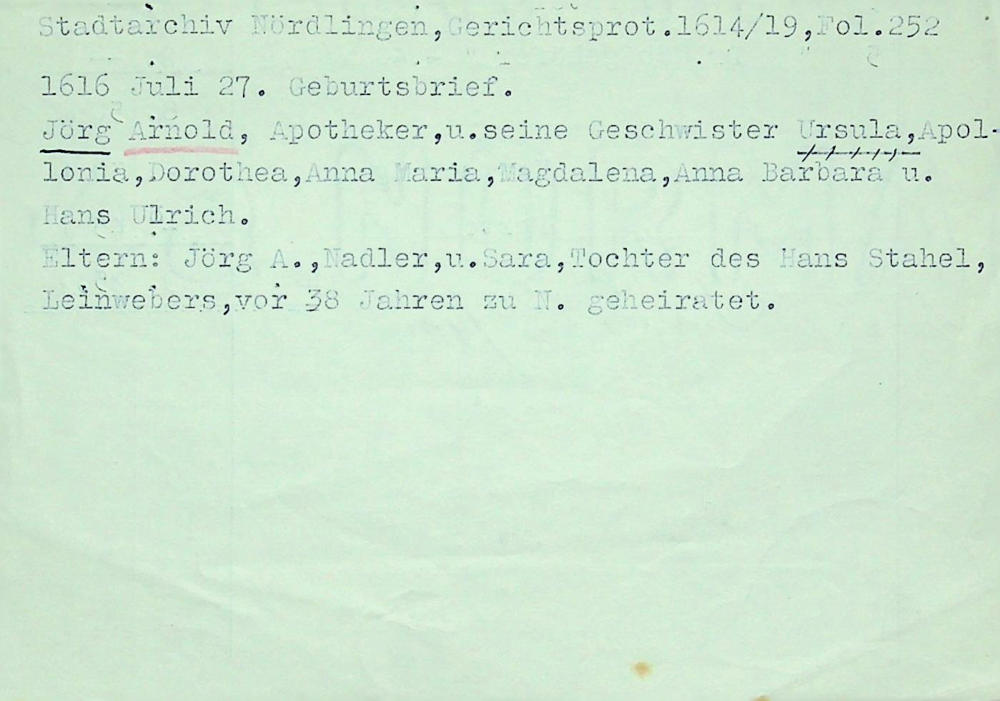 Stadtarchiv Nördlingen,Gerichtsprot.1614/19,Fol.252
1616 Juli 27. Geburtsbrief.
Jörg Arnold, Apotheker,u.seine Geschwister Ursula,Apol-
lonia,Dorothea,Anna Maria,Magdalena,Anna Barbara u.
Hans Ulrich.
Eltern: Jörg A.,Nadler,u.Sara,Tochter des Hans Stahel,
Leinwebers,vor 38 Jahren zu N. geheiratet.